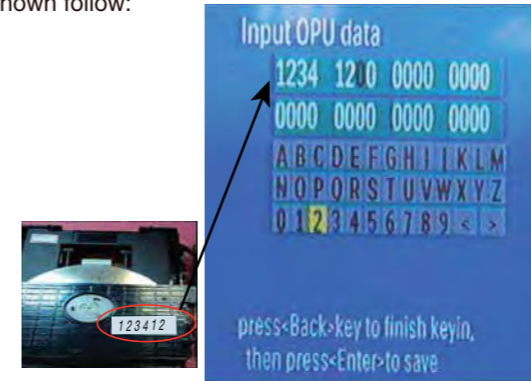 hown follow:
Input OPU data
1234 1200 0000 0000
0000 0000 0000 0000
A B C D E F G H I J K L M
N O P Q R S T U V W X Y Z
0 1 2 3 4 5 6 7 8 9 < >
123412
press<Back>key to finish keyin,
then press<Enter>to save